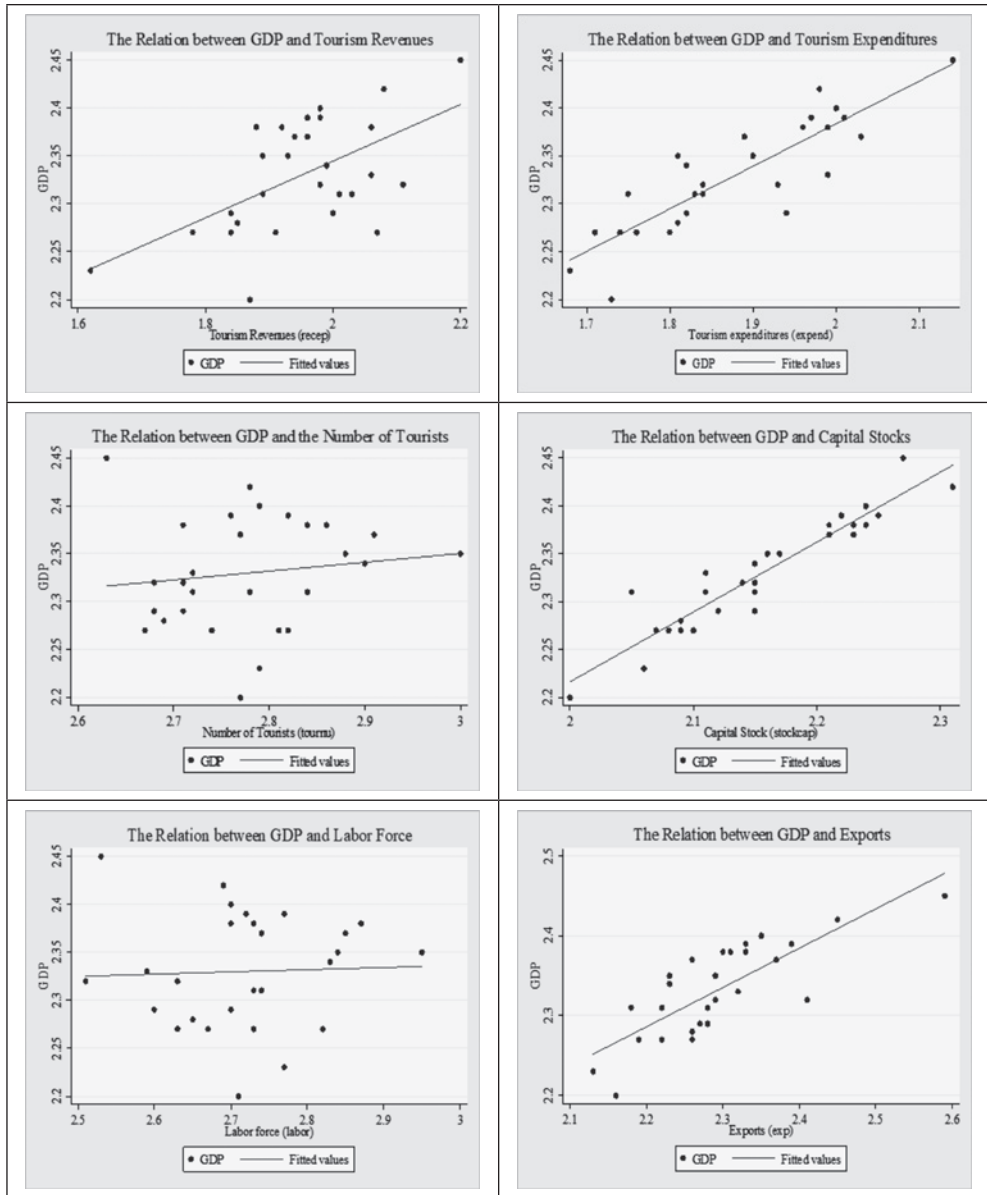 The Relation between GDP and Tourism Revenues
GDP
2.45
2.4
2.35
2.3
2.25
2.2
1.6 1.8 2 2.2
Tourism Revenues (recep)
GDP Fitted values
The Relation between GDP and Tourism Expenditures
GDP
2.45
2.4
2.35
2.3
2.25
2.2
1.7 1.8 1.9 2 2.1
Tourism expenditures (expend)
GDP Fitted values
The Relation between GDP and the Number of Tourists
GDP
2.45
2.4
2.35
2.3
2.25
2.2
2.6 2.7 2.8 2.9 3
Number of Tourists (tournu)
GDP Fitted values
The Relation between GDP and Capital Stocks
GDP
2.45
2.4
2.35
2.3
2.25
2.2
2 2.1 2.2 2.3
Capital Stock (stockcap)
GDP Fitted values
The Relation between GDP and Labor Force
GDP
2.45
2.4
2.35
2.3
2.25
2.2
2.5 2.6 2.7 2.8 2.9 3
Labor force (labor)
GDP Fitted values
The Relation between GDP and Exports
GDP
2.5
2.4
2.3
2.2
2.1 2.2 2.3 2.4 2.5 2.6
Exports (exp)
GDP Fitted values